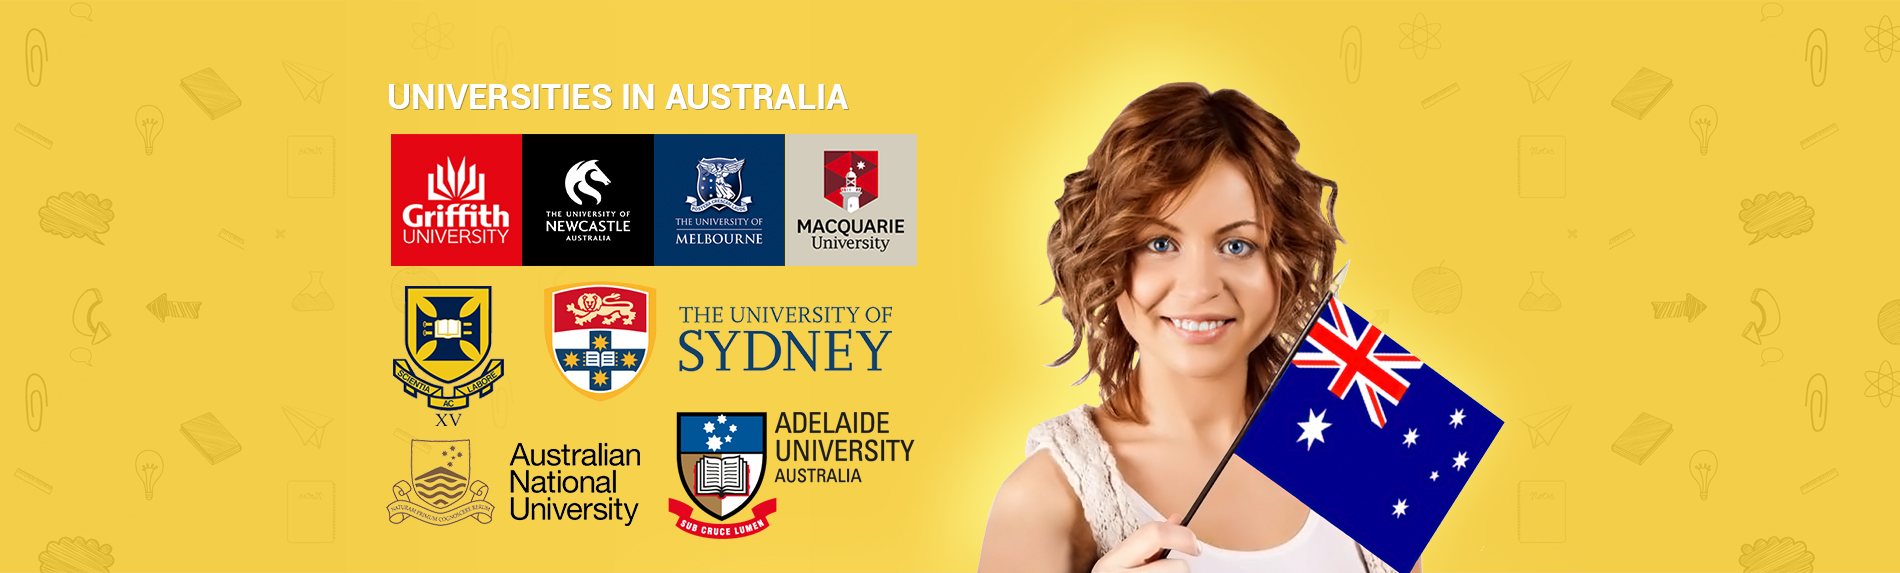 UNIVERSITIES IN AUSTRALIA
Griffith
UNIVERSITY
THE UNIVERSITY OF
NEWCASTLE
AUSTRALIA
THE UNIVERSITY OF
MELBOURNE
MACQUARIE
University
SCIENTIA AC LABORE
XV
THE UNIVERSITY OF
SYDNEY
Australian
National
University
NATURAM PRIMUM COGNOSCERE RERUM
ADELAIDE
UNIVERSITY
AUSTRALIA
SUB CRUCE LUMEN